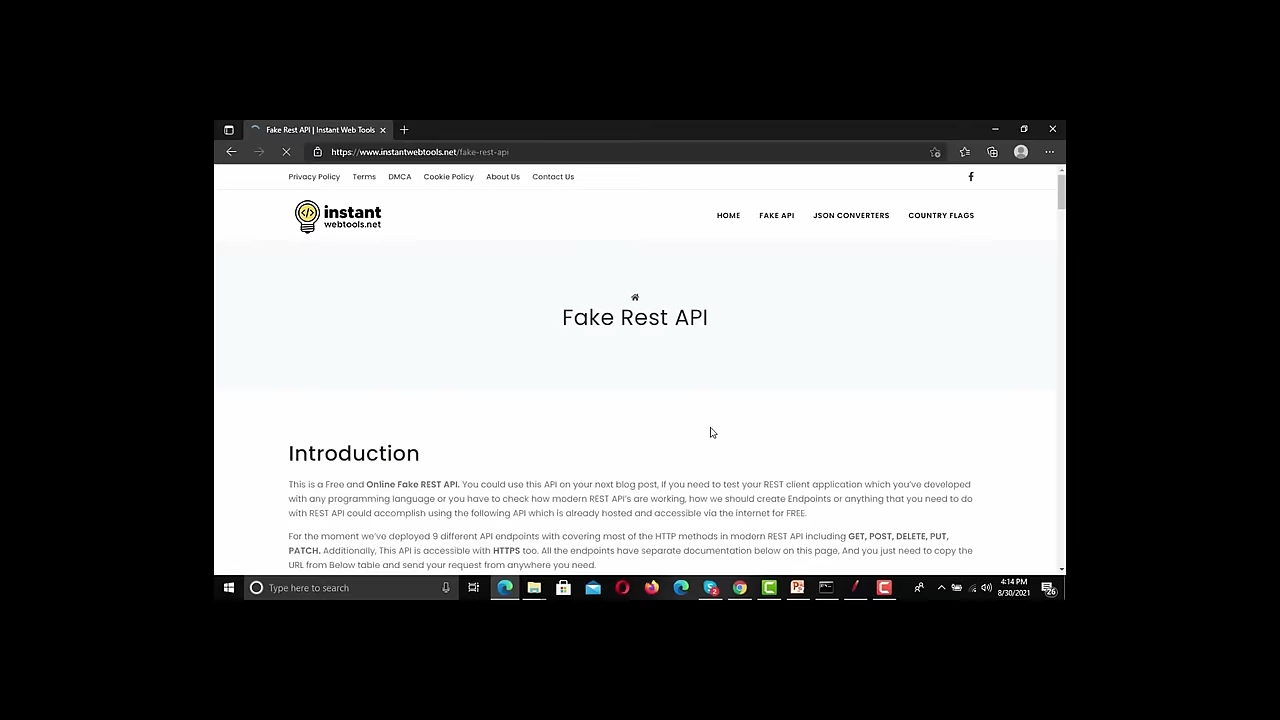 Fake Rest API | Instant Web Tools
https://www.instantwebtools.net/fake-rest-api
Privacy Policy Terms DMCA Cookie Policy About Us Contact Us
instant
webtools.net
HOME FAKE API JSON CONVERTERS COUNTRY FLAGS
Fake Rest API
Introduction
This is a Free and Online Fake REST API. You could use this API on your next blog post, If you need to test your REST client application which you've developed
with any programming language or you have to check how modern REST API's are working, how we should create Endpoints or anything that you need to do
with REST API could accomplish using the following API which is already hosted and accessible via the internet for FREE.
For the moment we've deployed 9 different API endpoints with covering most of the HTTP methods in modern REST API including GET, POST, DELETE, PUT,
PATCH. Additionally, This API is accessible with HTTPS too. All the endpoints have separate documentation below on this page, And you just need to copy the
URL from Below table and send your request from anywhere you need.
Type here to search
4:14 PM
8/30/2021
26